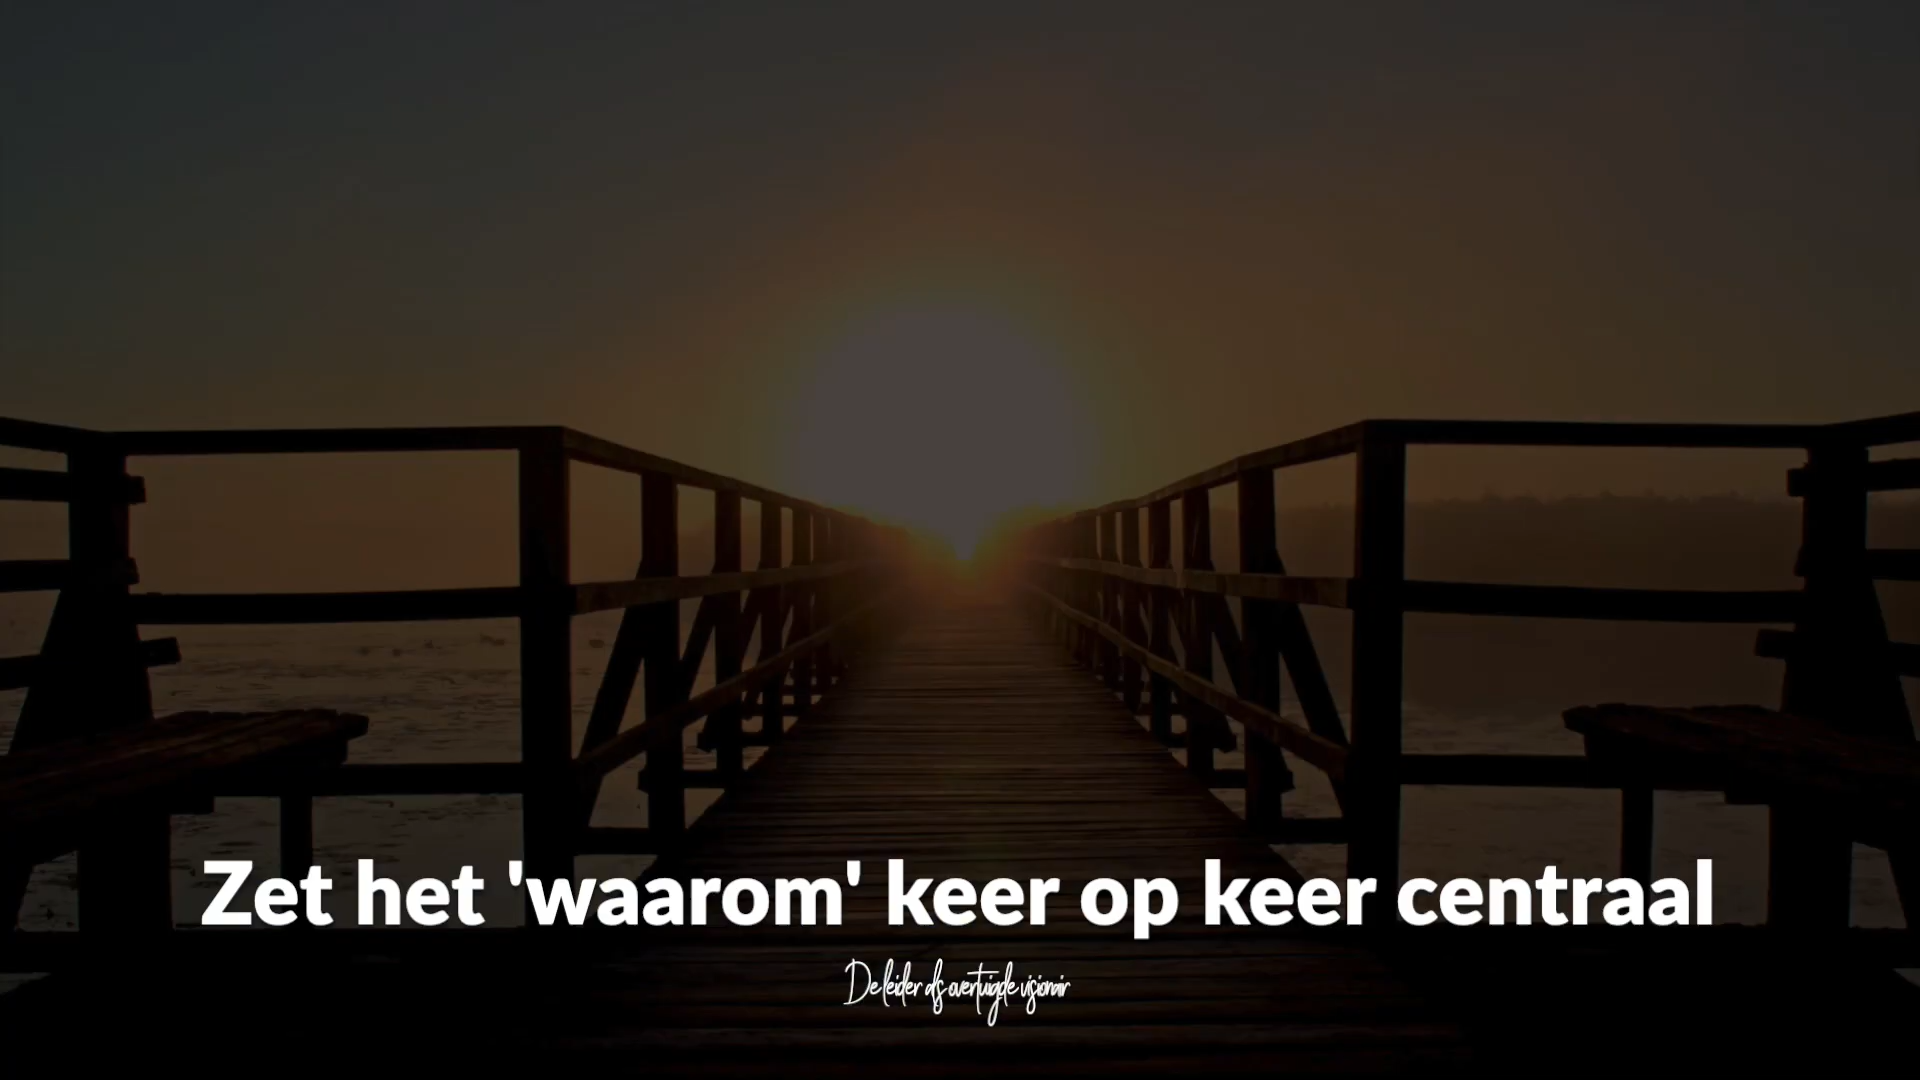 Zet het 'waarom' keer op keer centraal
De leider als overtuigde visionair